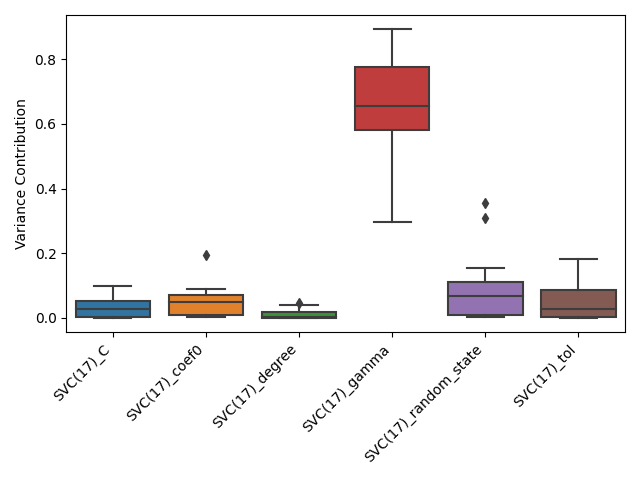 Variance Contribution
0.8
0.6
0.4
0.2
0.0
SVC(17)_C
SVC(17)_coef0
SVC(17)_degree
SVC(17)_gamma
SVC(17)_random_state
SVC(17)_tol